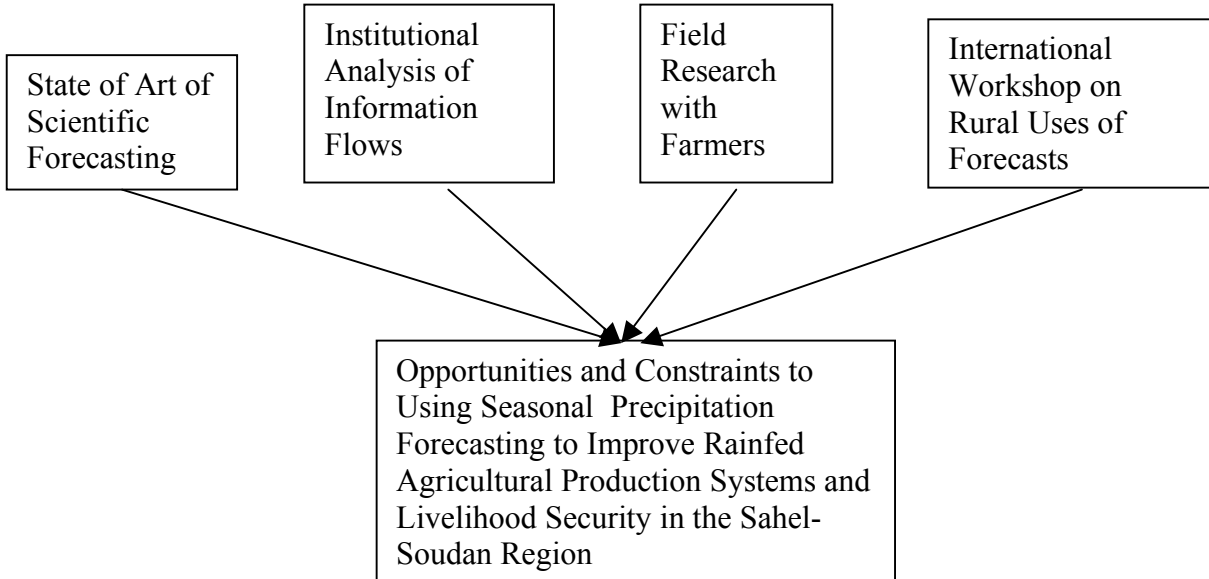 State of Art of
Scientific
Forecasting
Institutional
Analysis of
Information
Flows
Field
Research
with
Farmers
International
Workshop on
Rural Uses of
Forecasts
Opportunities and Constraints to
Using Seasonal  Precipitation
Forecasting to Improve Rainfed
Agricultural Production Systems and
Livelihood Security in the Sahel-
Soudan Region